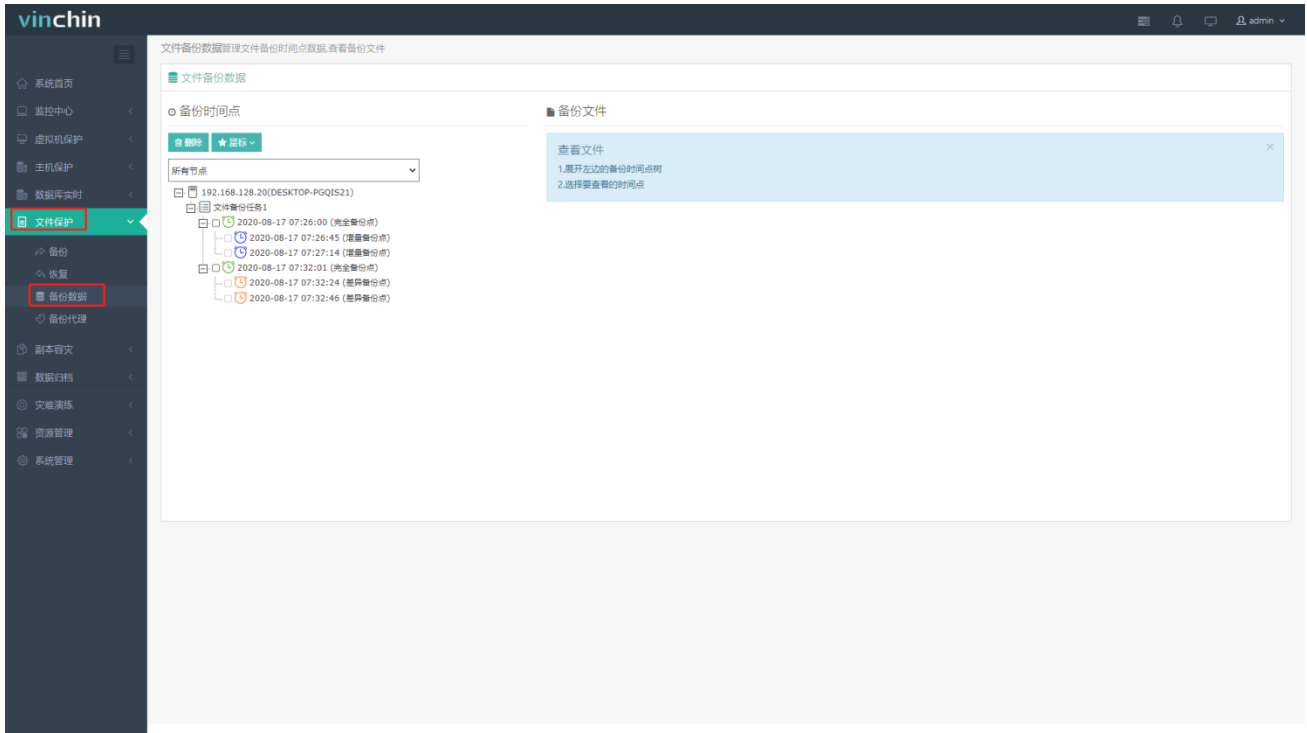 vinchin
admin
文件备份数据管理文件备份时间点数据,查看备份文件
系统首页
监控中心
虚拟机保护
主机保护
数据库实时
文件保护
备份
恢复
备份数据
备份代理
副本容灾
数据归档
灾难演练
资源管理
系统管理
文件备份数据
备份时间点
删除 星标
所有节点
192.168.128.20(DESKTOP-PGQIS21)
文件备份任务1
2020-08-17 07:26:00 (完全备份点)
2020-08-17 07:26:45 (增量备份点)
2020-08-17 07:27:14 (增量备份点)
2020-08-17 07:32:01 (完全备份点)
2020-08-17 07:32:24 (差异备份点)
2020-08-17 07:32:46 (差异备份点)
备份文件
查看文件
1.展开左边的备份时间点树
2.选择要查看的时间点